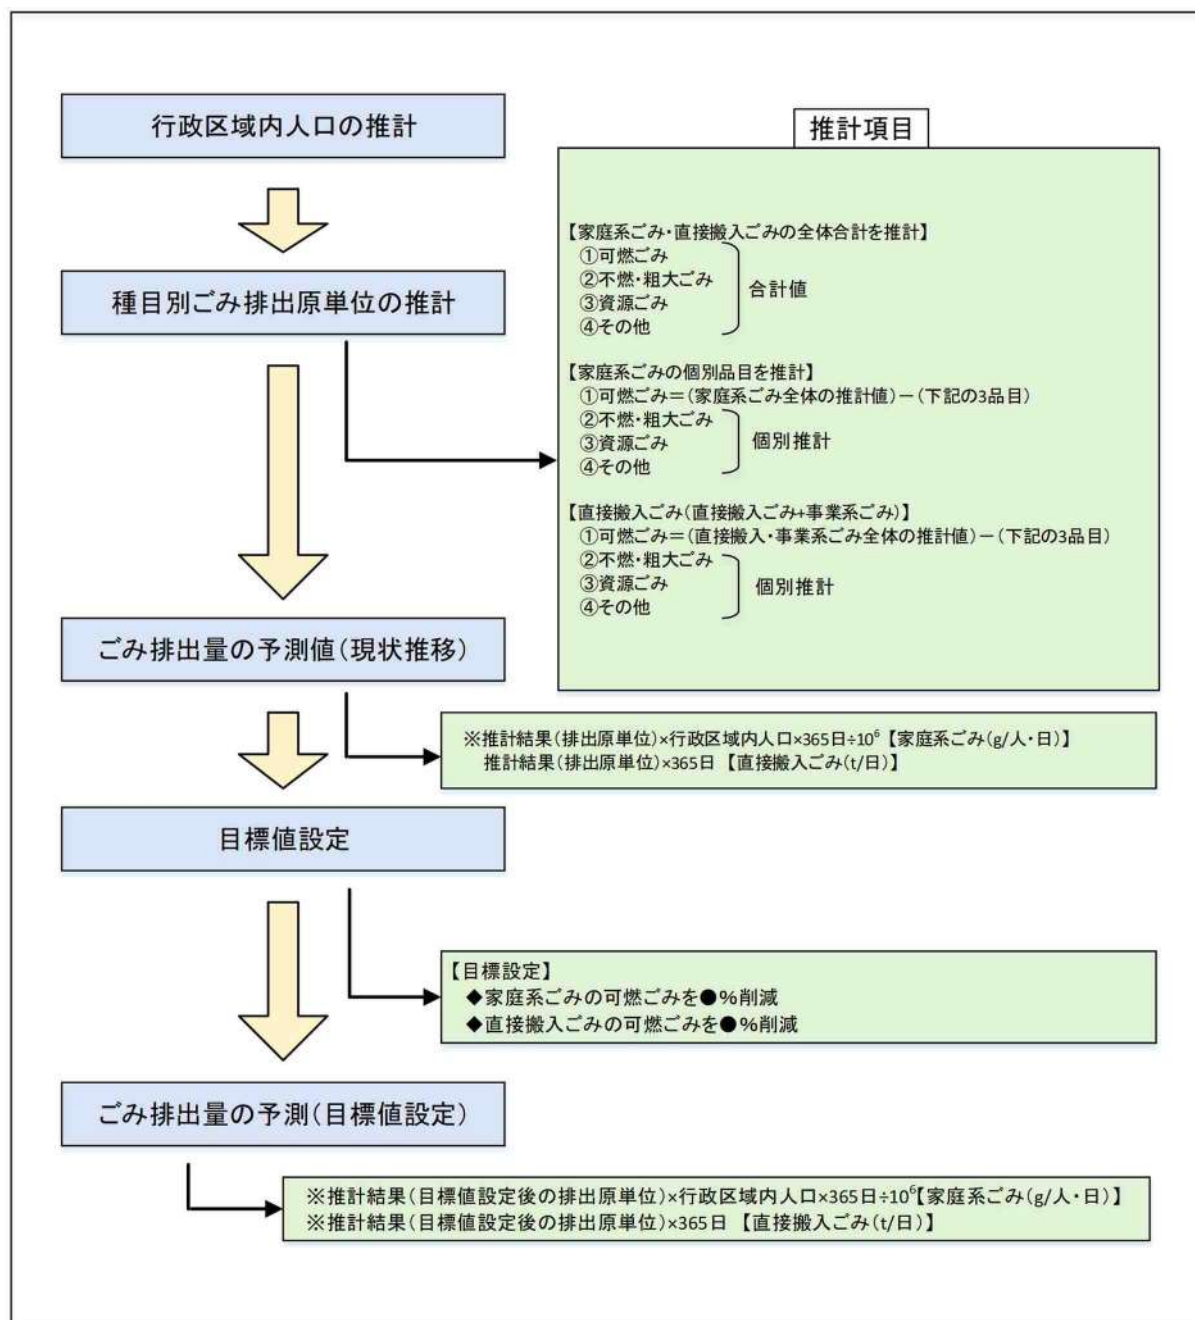 行政区域内人口の推計
種目別ごみ排出原単位の推計
推計項目
【家庭系ごみ・直接搬入ごみの全体合計を推計】
①可燃ごみ
②不燃・粗大ごみ
③資源ごみ
④その他
合計値
【家庭系ごみの個別品目を推計】
①可燃ごみ＝(家庭系ごみ全体の推計値)－(下記の3品目)
②不燃・粗大ごみ
③資源ごみ
④その他
個別推計
【直接搬入ごみ(直接搬入ごみ+事業系ごみ)】
①可燃ごみ＝(直接搬入・事業系ごみ全体の推計値)－(下記の3品目)
②不燃・粗大ごみ
③資源ごみ
④その他
個別推計
ごみ排出量の予測値(現状推移)
※推計結果(排出原単位)×行政区域内人口×365日÷10⁶【家庭系ごみ(g/人・日)】
推計結果(排出原単位)×365日【直接搬入ごみ(t/日)】
目標値設定
【目標設定】
◆家庭系ごみの可燃ごみを●%削減
◆直接搬入ごみの可燃ごみを●%削減
ごみ排出量の予測(目標値設定)
※推計結果(目標値設定後の排出原単位)×行政区域内人口×365日÷10⁶【家庭系ごみ(g/人・日)】
※推計結果(目標値設定後の排出原単位)×365日【直接搬入ごみ(t/日)】